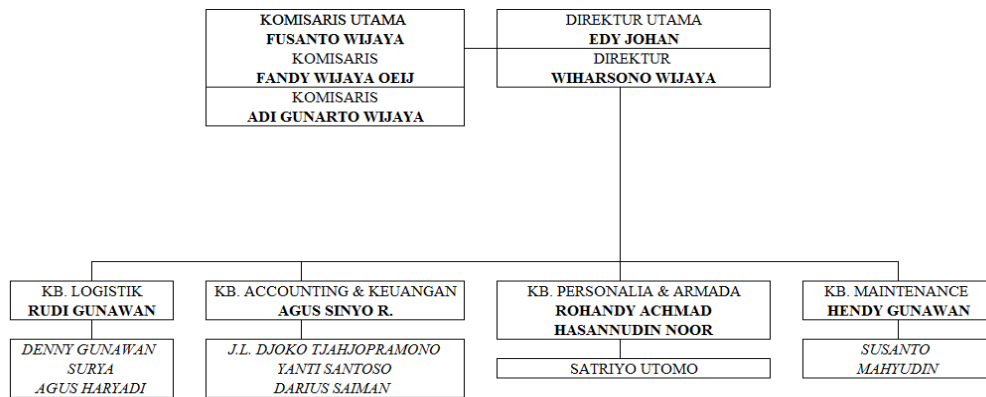 KOMISARIS UTAMA
FUSANTO WIJAYA
KOMISARIS
FANDY WIJAYA OEIJ
KOMISARIS
ADI GUNARTO WIJAYA
DIREKTUR UTAMA
EDY JOHAN
DIREKTUR
WIHARSONO WIJAYA
KB. LOGISTIK
RUDI GUNAWAN
DENNY GUNAWAN
SURYA
AGUS HARYADI
KB. ACCOUNTING & KEUANGAN
AGUS SINYO R.
J.L. DJOKO TJAHJOPRAMONO
YANTI SANTOSO
DARIUS SAIMAN
KB. PERSONALIA & ARMADA
ROHANDY ACHMAD
HASANNUDIN NOOR
SATRIYO UTOMO
KB. MAINTENANCE
HENDY GUNAWAN
SUSANTO
MAHYUDIN